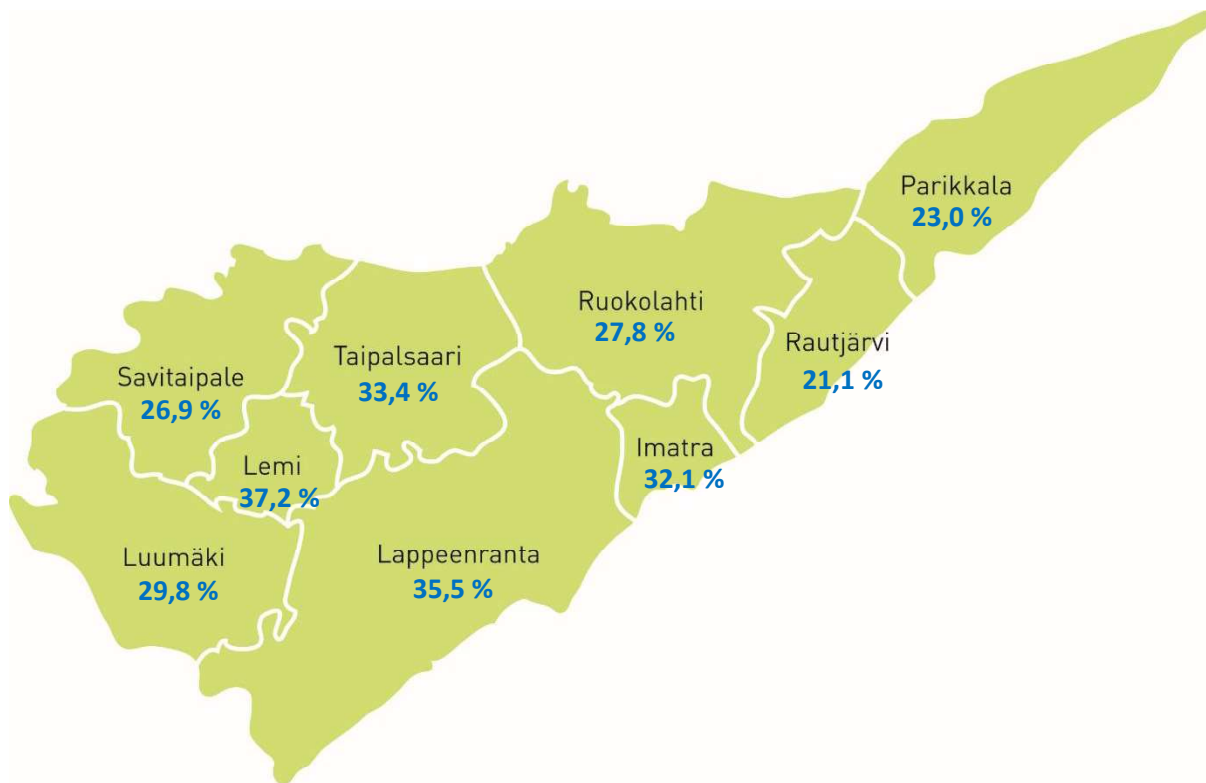 Parikkala
23,0 %
Ruokolahti
27,8 %
Rautjärvi
21,1 %
Taipalsaari
33,4 %
Savitaipale
26,9 %
Imatra
32,1 %
Lemi
37,2 %
Lappeenranta
35,5 %
Luumäki
29,8 %